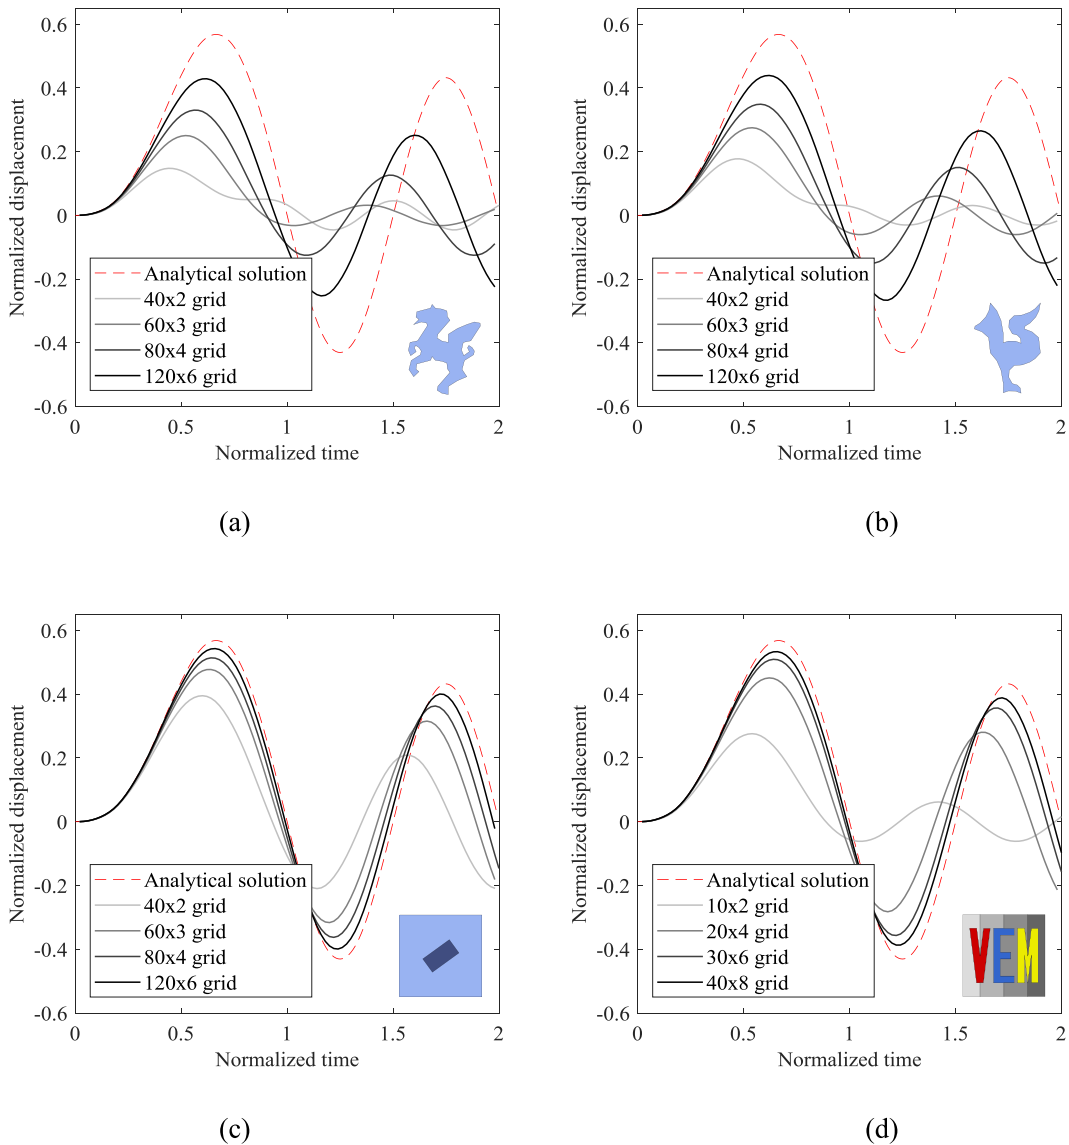 0.6
0.4
0.2
0
-0.2
-0.4
-0.6
Normalized displacement
Analytical solution
40x2 grid
60x3 grid
80x4 grid
120x6 grid
0
0.5
1
1.5
2
Normalized time
(a)
0.6
0.4
0.2
0
-0.2
-0.4
-0.6
Normalized displacement
Analytical solution
40x2 grid
60x3 grid
80x4 grid
120x6 grid
0
0.5
1
1.5
2
Normalized time
(b)
0.6
0.4
0.2
0
-0.2
-0.4
-0.6
Normalized displacement
Analytical solution
40x2 grid
60x3 grid
80x4 grid
120x6 grid
0
0.5
1
1.5
2
Normalized time
(c)
0.6
0.4
0.2
0
-0.2
-0.4
-0.6
Normalized displacement
Analytical solution
10x2 grid
20x4 grid
30x6 grid
40x8 grid
VEM
0
0.5
1
1.5
2
Normalized time
(d)